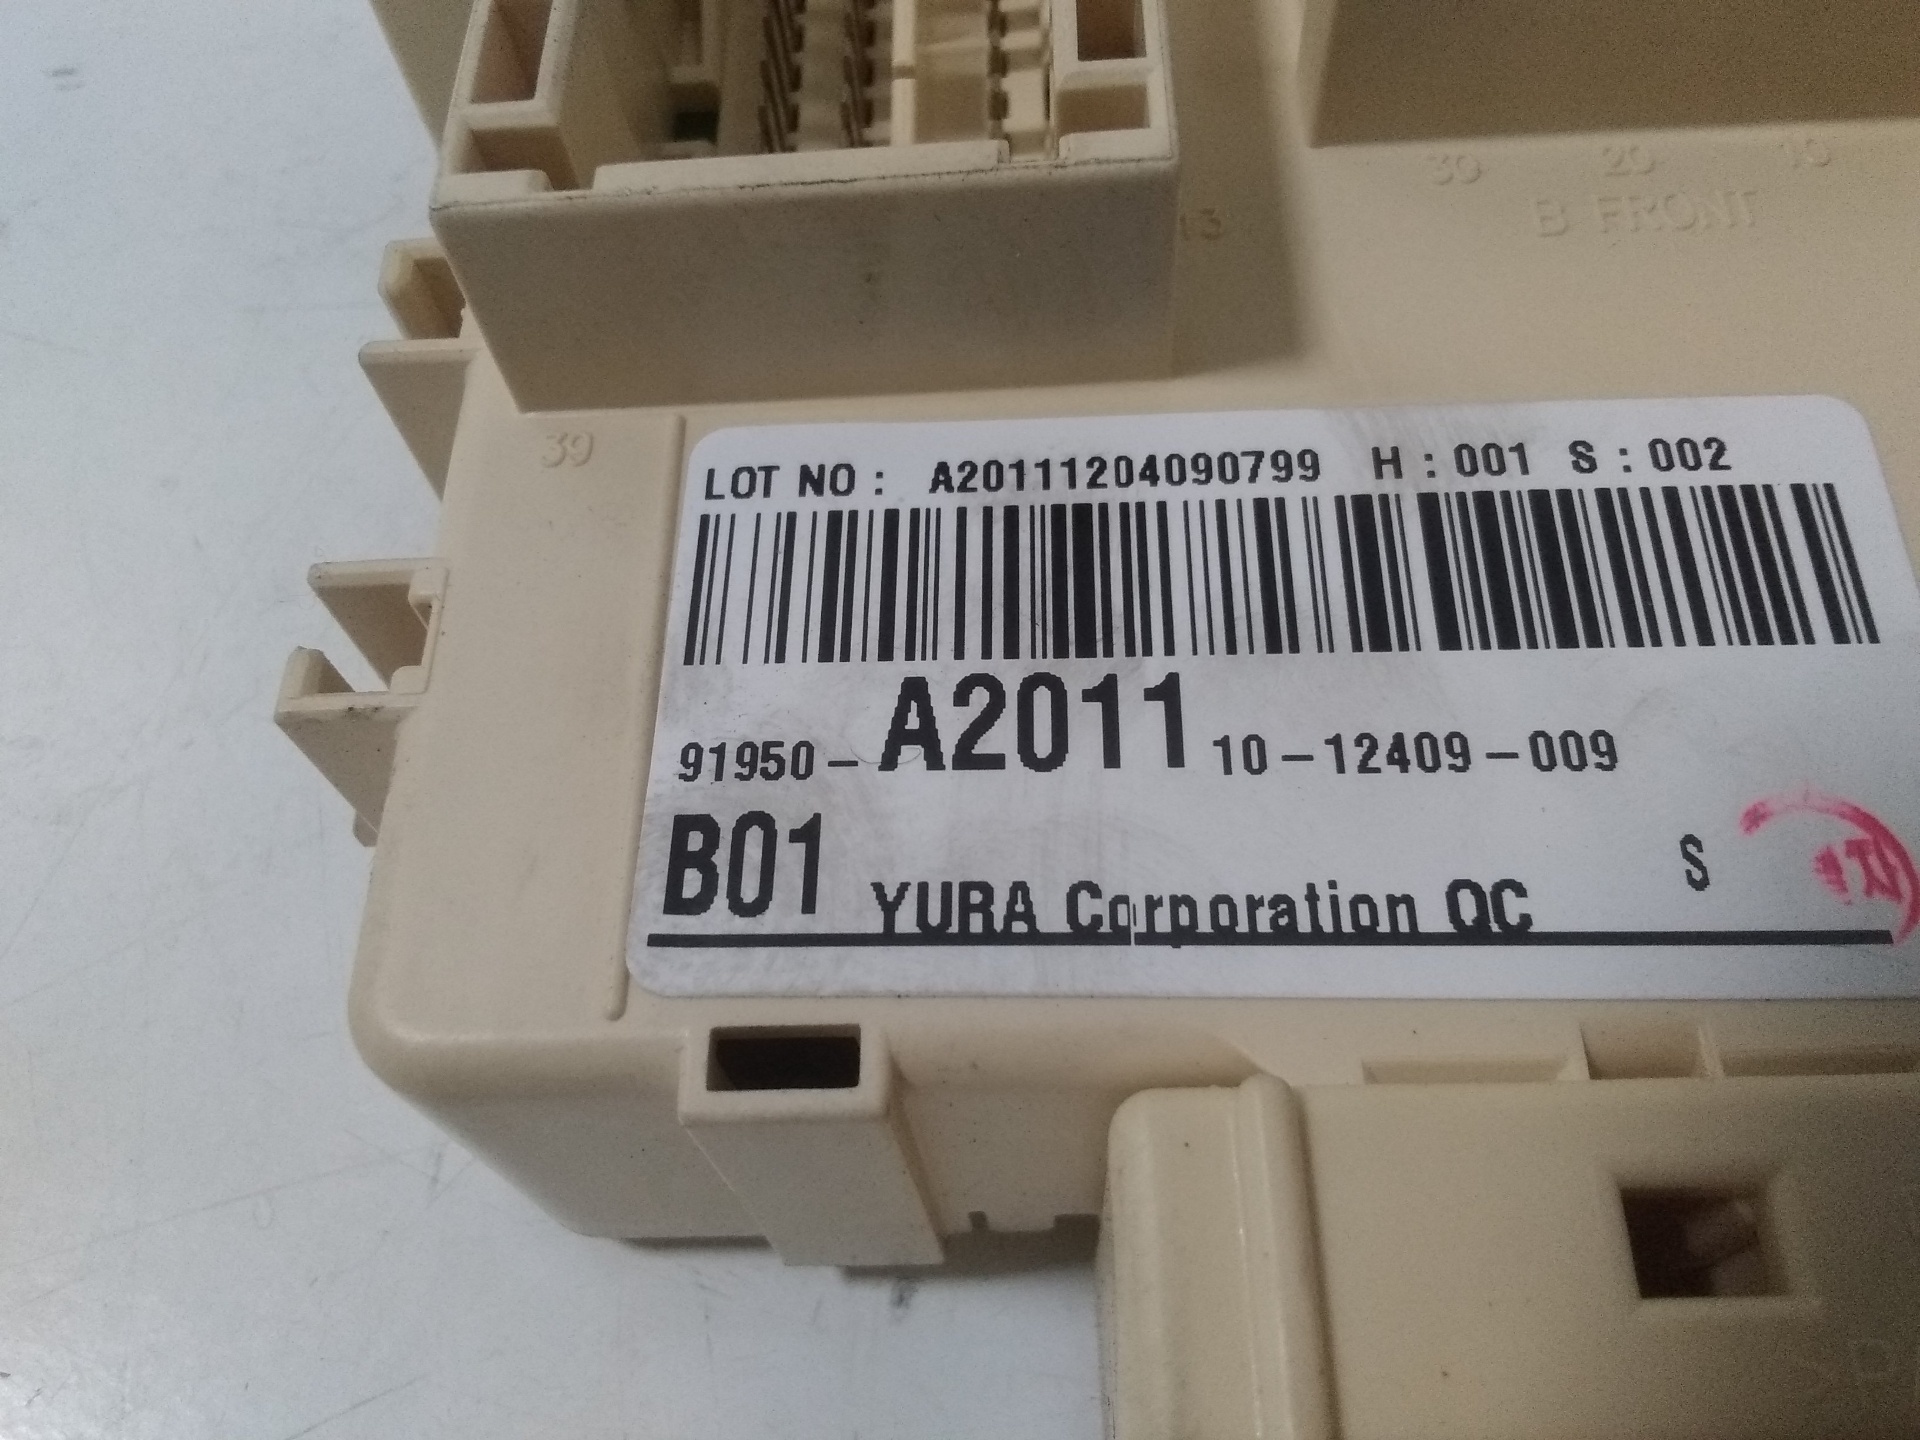 30 20 10
B FRONT
13
39
LOT NO : A20111204090799 H : 001 S : 002
91950 - A2011 10 - 12409 - 009
B01 YURA Corporation QC S